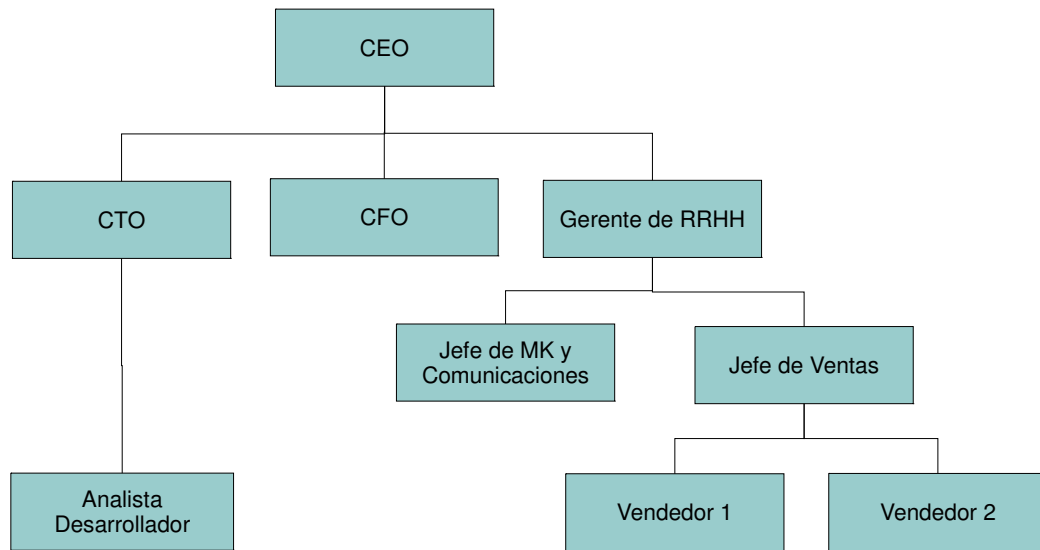 CEO
CTO
CFO
Gerente de RRHH
Jefe de MK y
Comunicaciones
Jefe de Ventas
Analista
Desarrollador
Vendedor 1
Vendedor 2